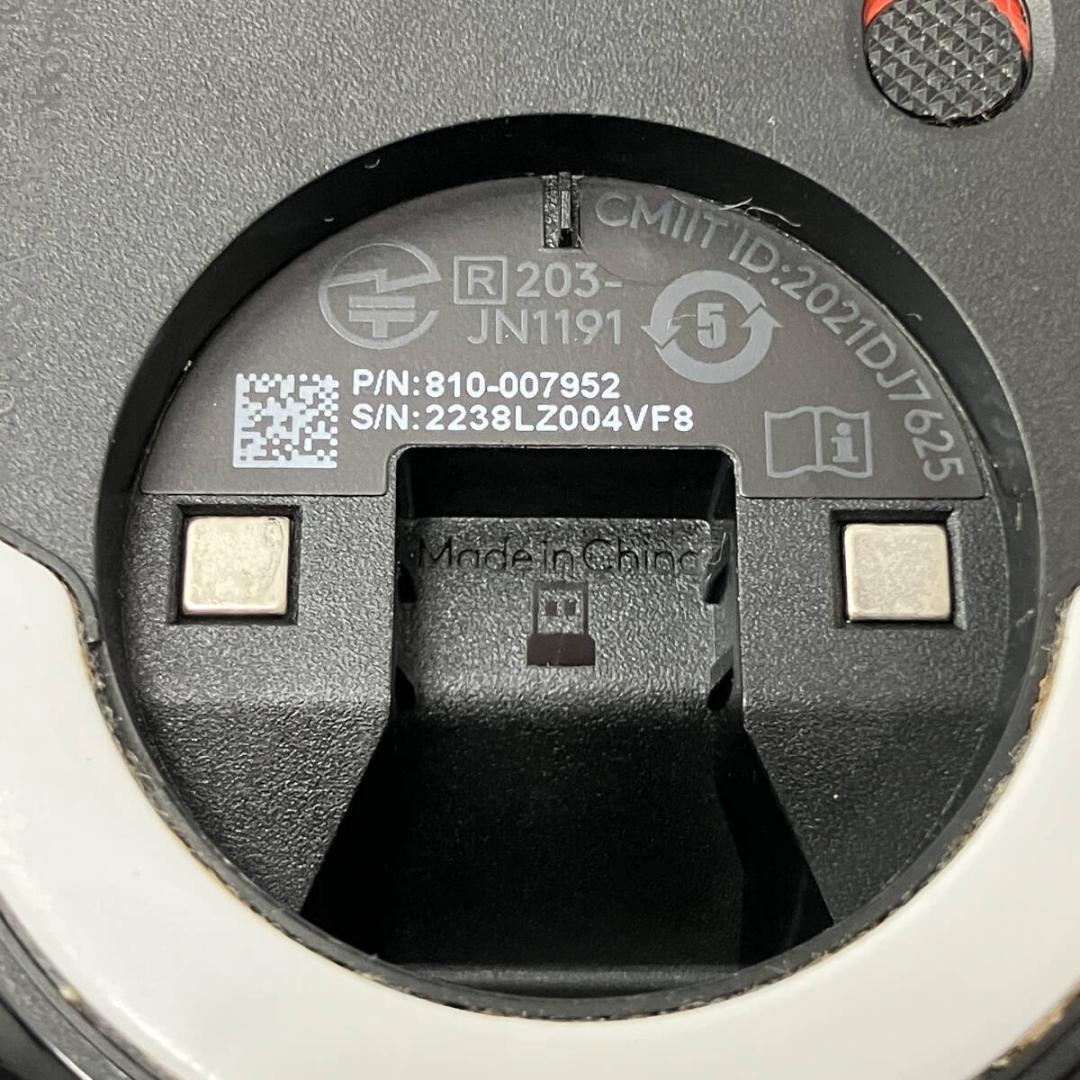 CMIIT ID:2021DJ7625
R 203-
JN1191
5
P/N:810-007952
S/N:2238LZ004VF8
i
Made in China